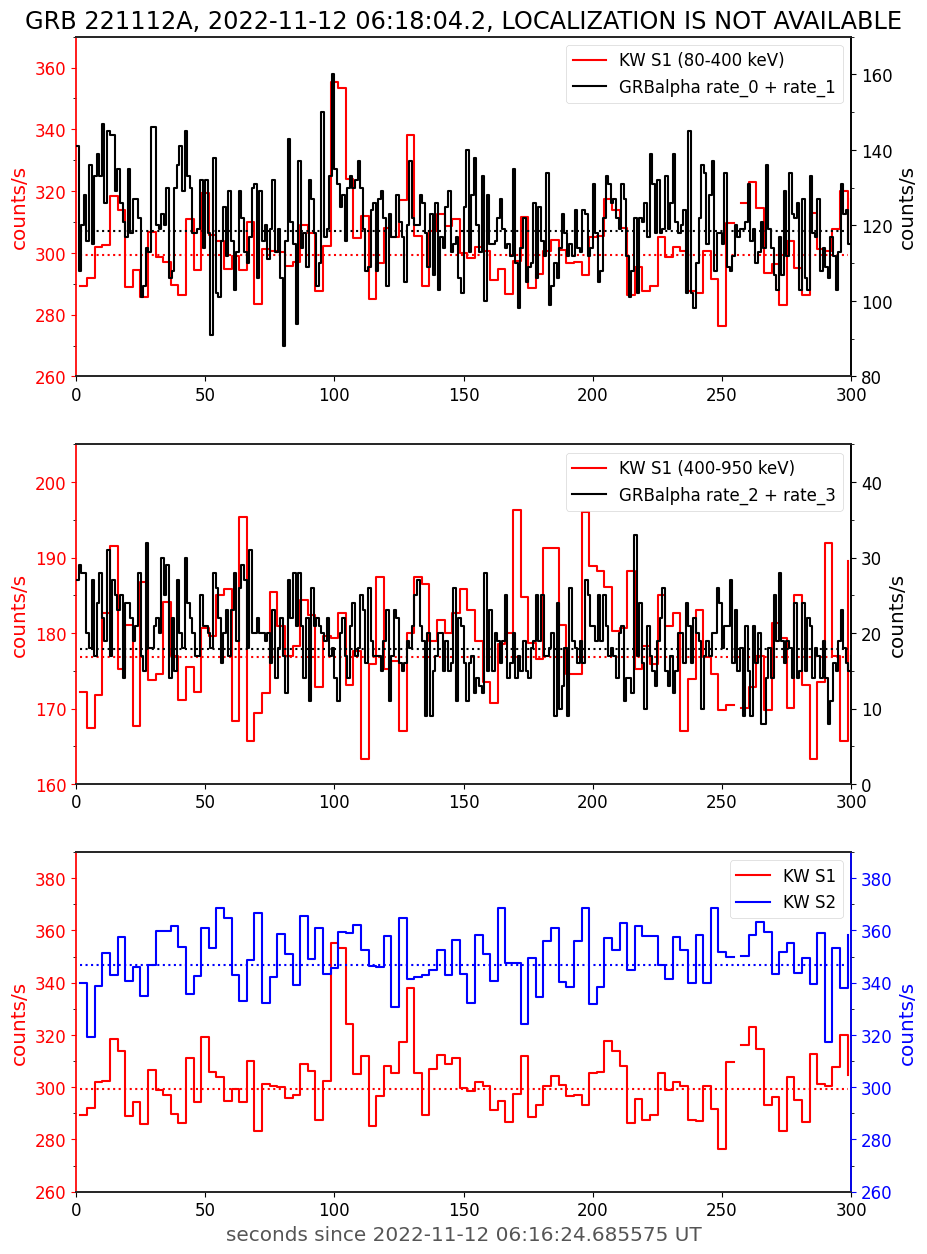 GRB 221112A, 2022-11-12 06:18:04.2, LOCALIZATION IS NOT AVAILABLE
KW S1 (80-400 keV)
GRBalpha rate_0 + rate_1
counts/s
360
340
320
300
280
260
160
140
120
100
80
counts/s
0 50 100 150 200 250 300
KW S1 (400-950 keV)
GRBalpha rate_2 + rate_3
counts/s
200
190
180
170
160
40
30
20
10
0
counts/s
0 50 100 150 200 250 300
KW S1
KW S2
counts/s
380
360
340
320
300
280
260
380
360
340
320
300
280
260
counts/s
0 50 100 150 200 250 300
seconds since 2022-11-12 06:16:24.685575 UT